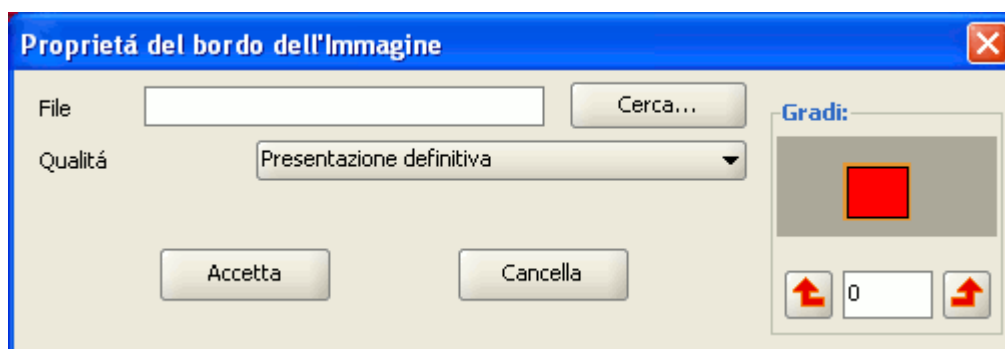 Proprietá del bordo dell'Immagine
File
Cerca...
Gradi:
Qualitá
Presentazione definitiva
Accetta
Cancella
0